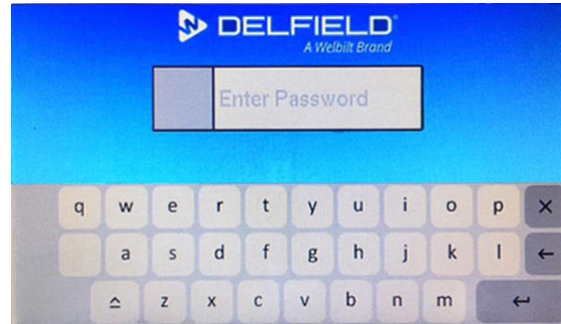 DELFIELD
A Welbilt Brand
Enter Password
q w e r t y u i o p ×
a s d f g h j k l ←
z x c v b n m ↵